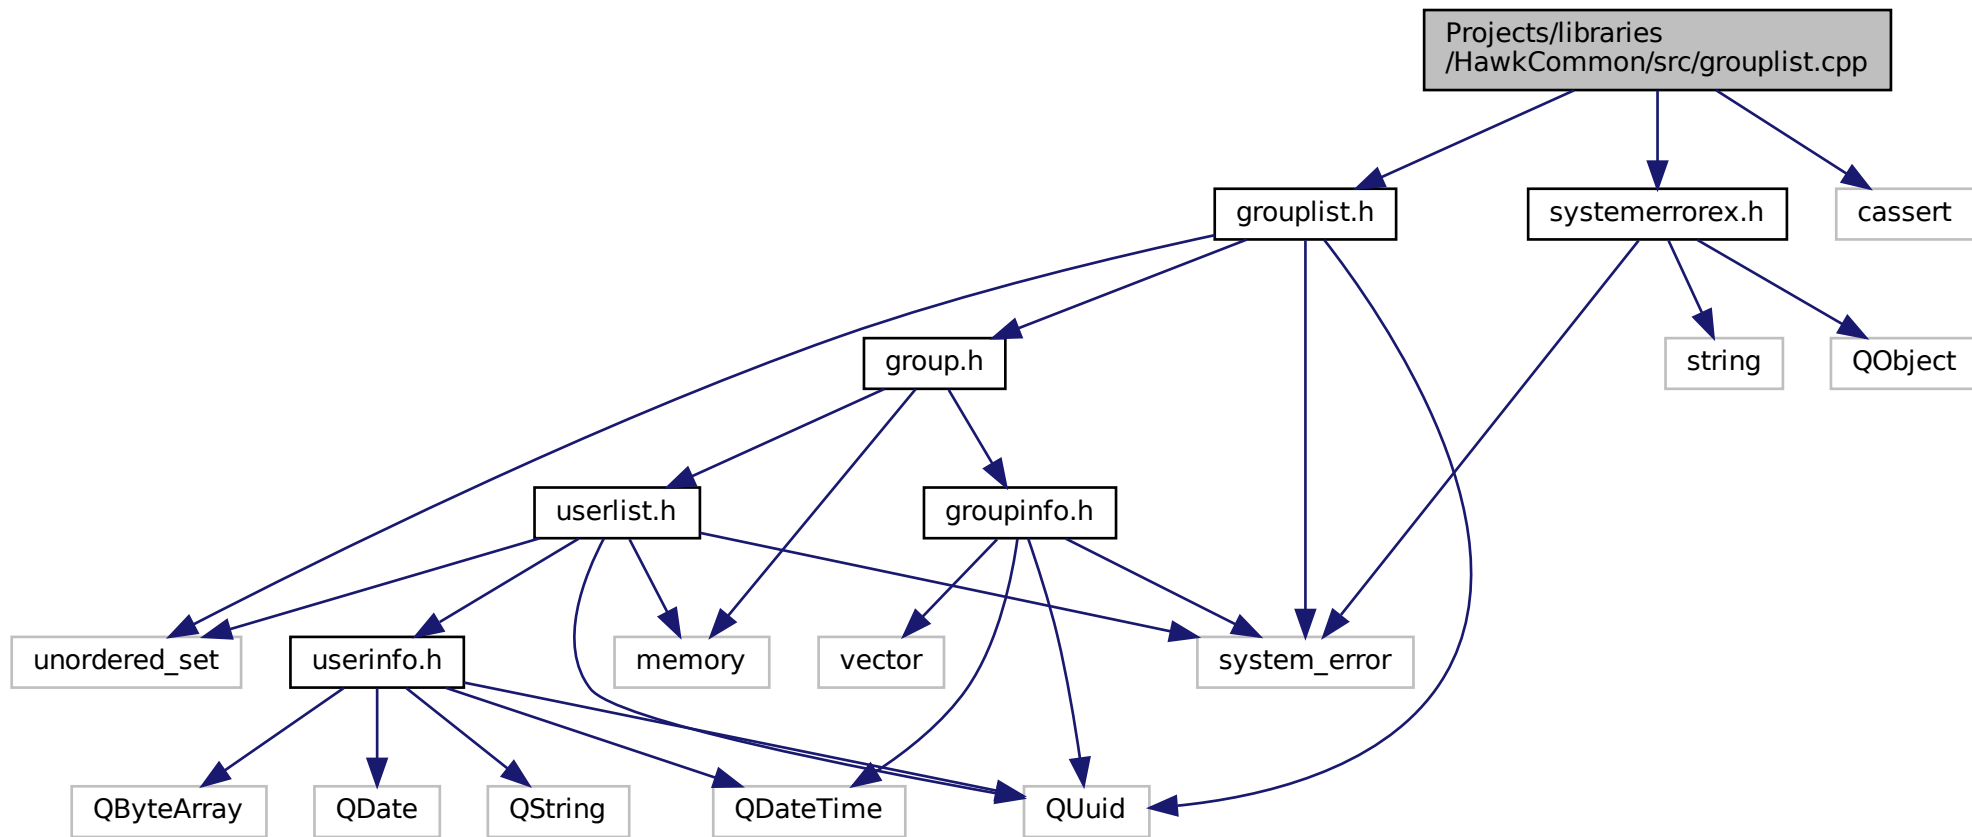 Projects/libraries
/HawkCommon/src/grouplist.cpp
grouplist.h
systemerrorex.h
cassert
group.h
string
QObject
userlist.h
groupinfo.h
unordered_set
userinfo.h
memory
vector
system_error
QByteArray
QDate
QString
QDateTime
QUuid